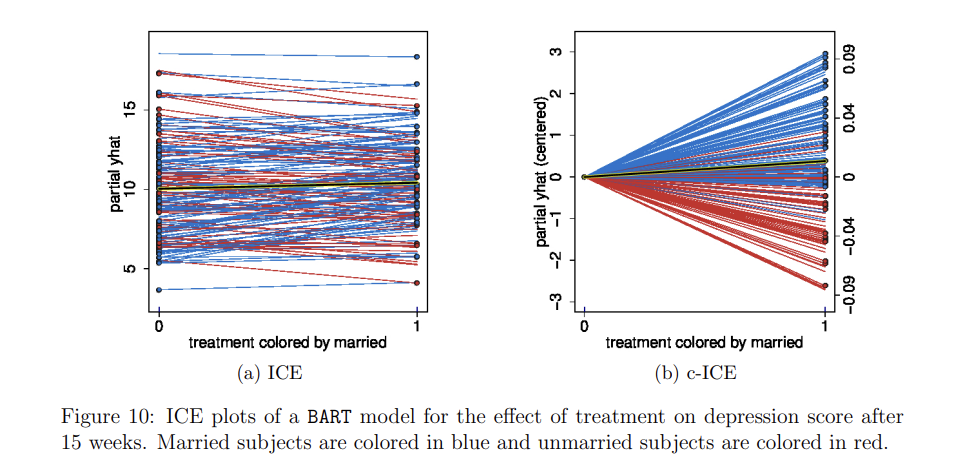 partial yhat
15
10
5
0
1
treatment colored by married
(a) ICE
partial yhat (centered)
3
2
1
0
−1
−2
−3
0.09
0.04
0
−0.04
−0.09
0
1
treatment colored by married
(b) c-ICE
Figure 10: ICE plots of a BART model for the effect of treatment on depression score after
15 weeks. Married subjects are colored in blue and unmarried subjects are colored in red.